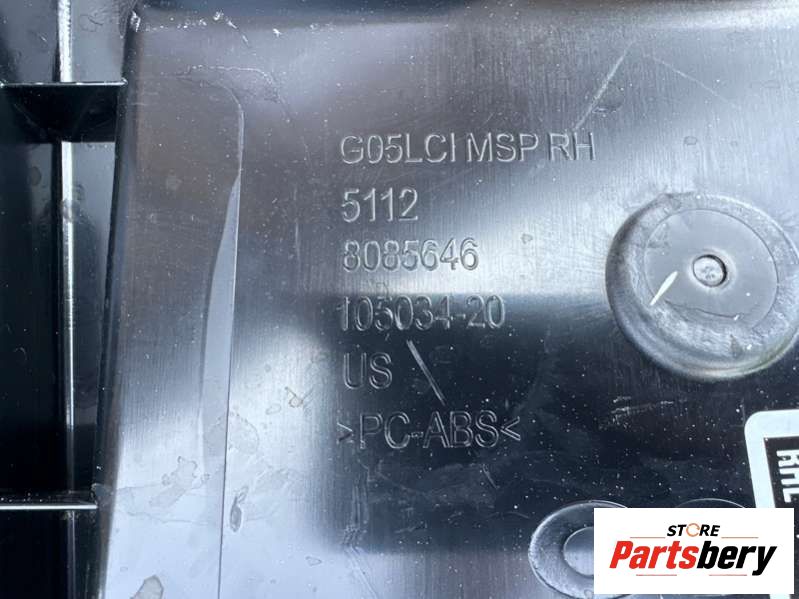 G05LCI MSP RH
5112
8085646
105034-20
US
>PC-ABS<
STORE
Partsbery